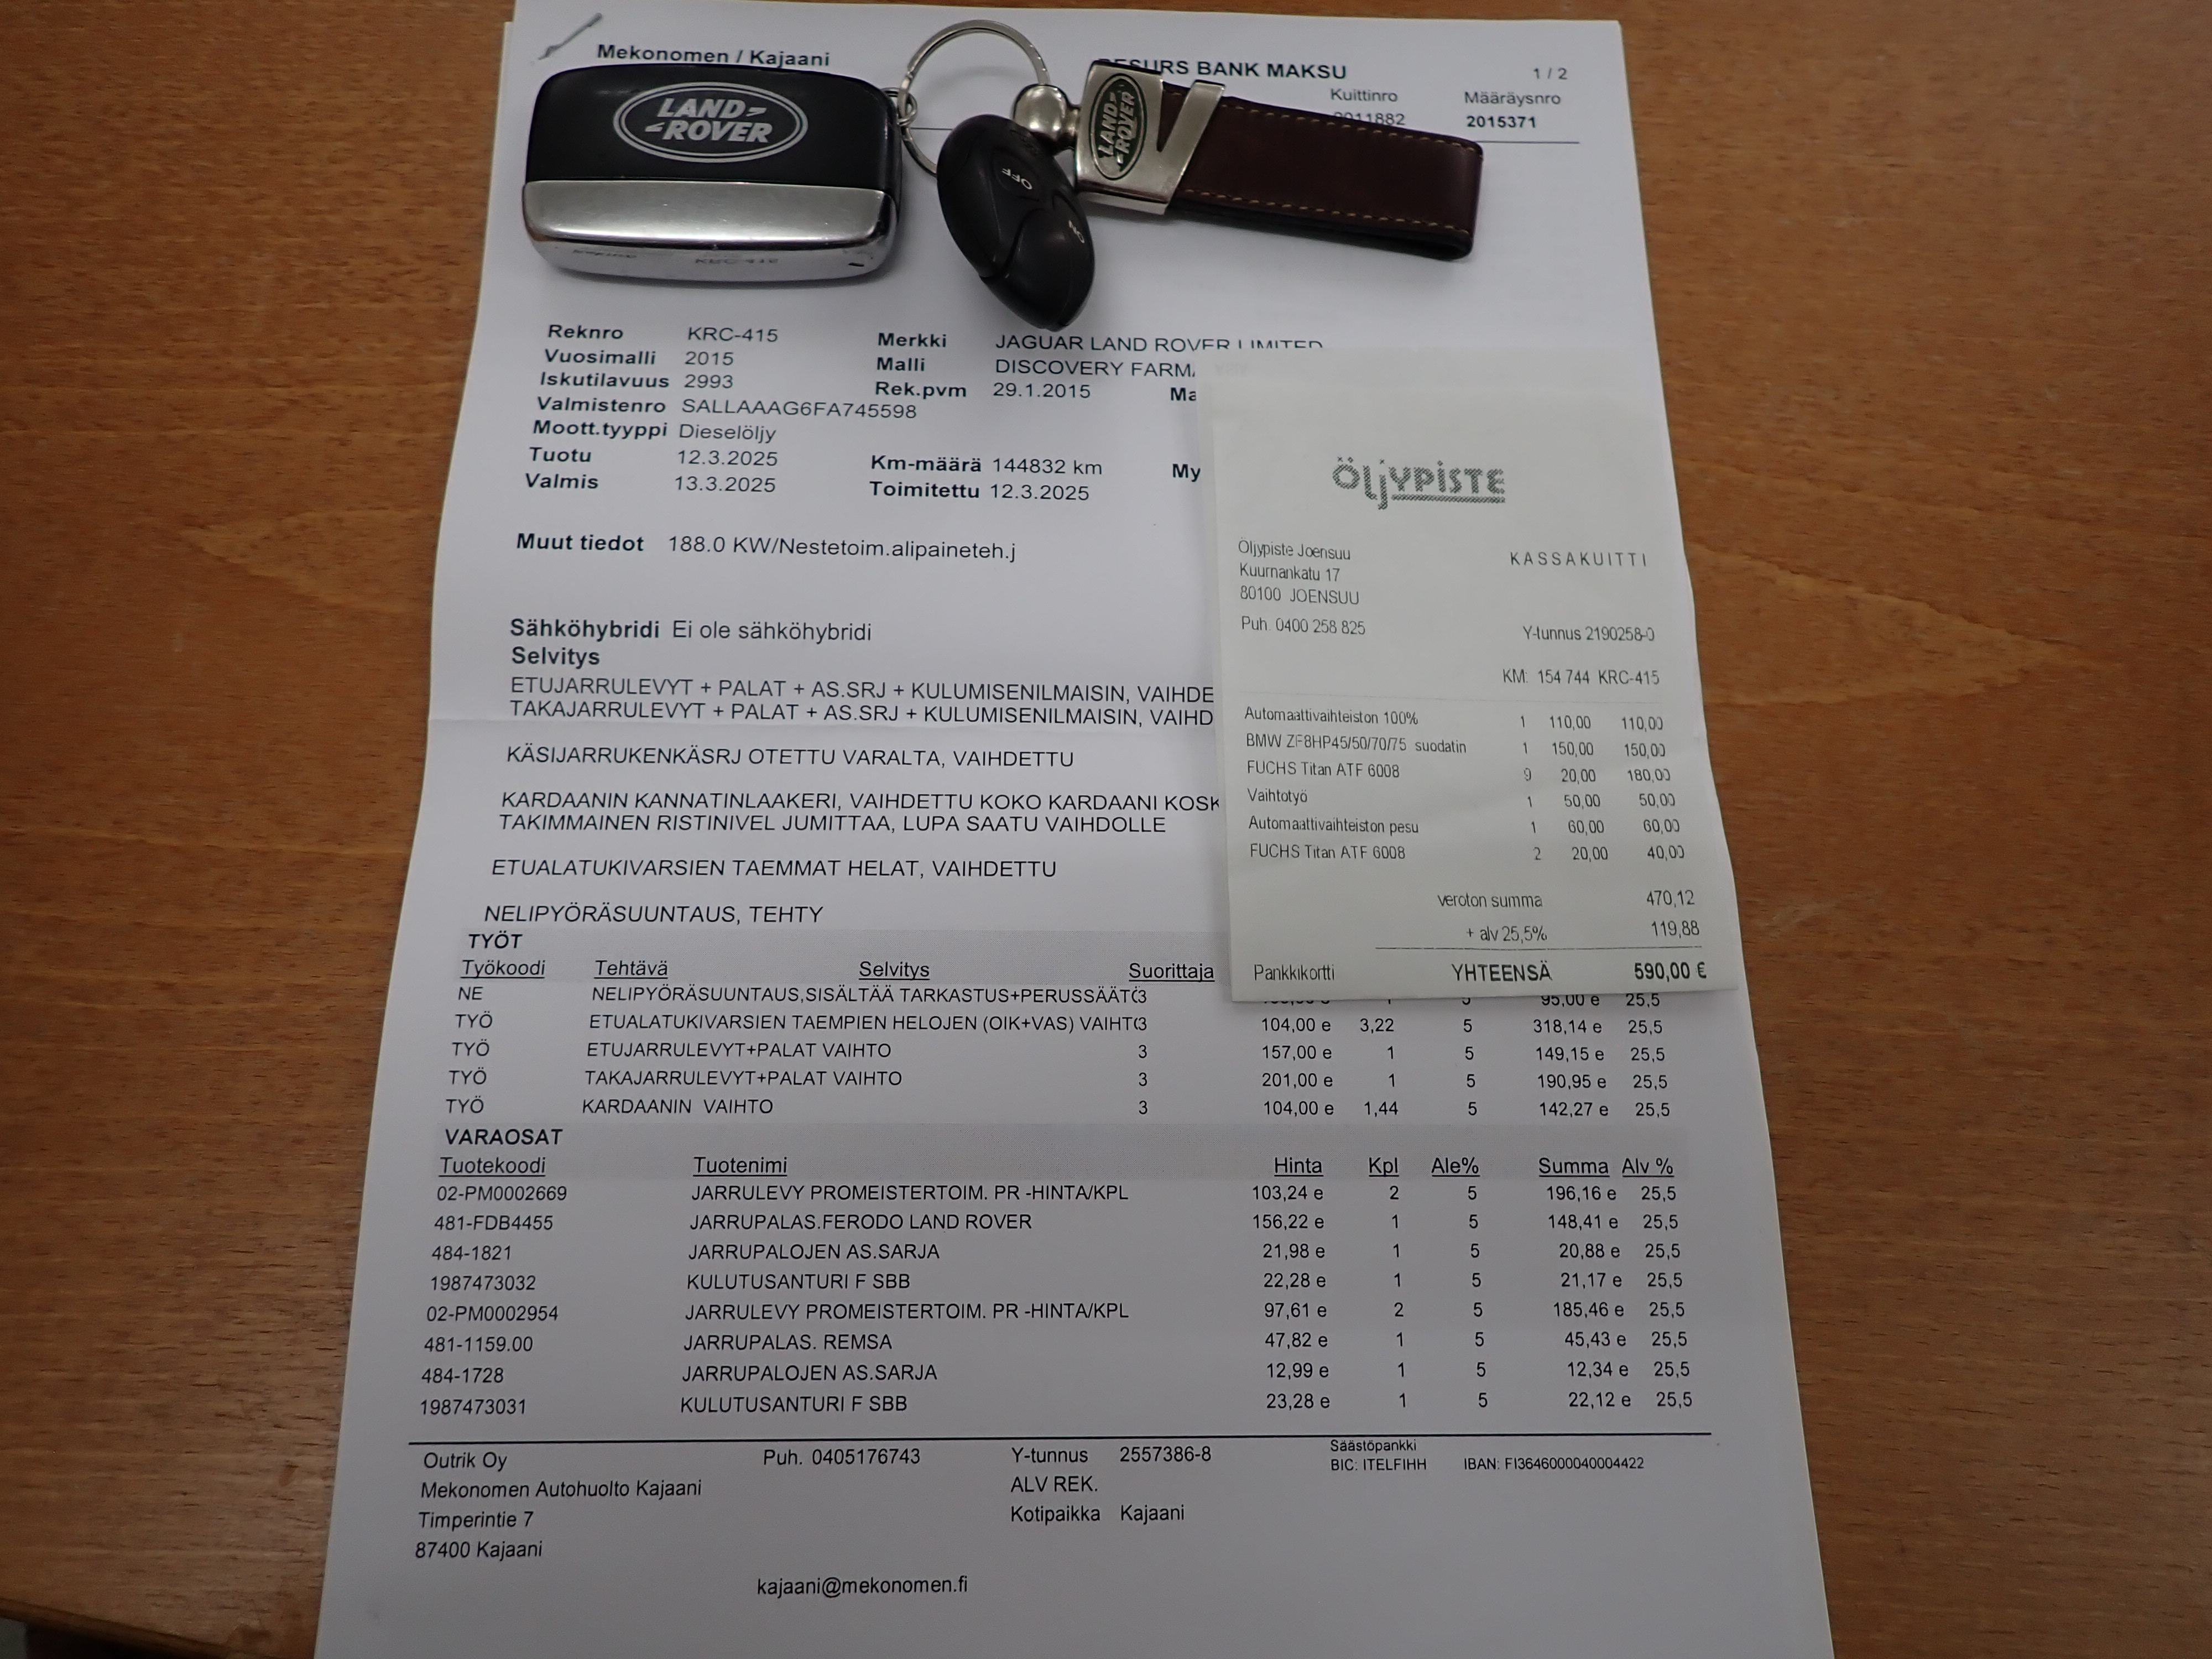 Mekonomen / Kajaani
RESURS BANK MAKSU
1 / 2
Kuittinro Määräysnro
2015371
LAND ROVER
LAND ROVER
OFF
ON
Reknro KRC-415 Merkki JAGUAR LAND ROVER LIMITED
Vuosimalli 2015 Malli DISCOVERY
Iskutilavuus 2993 Rek.pvm 29.1.2015 Ma
Valmistenro SALLAAAG6FA745598
Moott.tyyppi Dieselöljy
Tuotu 12.3.2025 Km-määrä 144832 km My
Valmis 13.3.2025 Toimitettu 12.3.2025
Muut tiedot 188.0 KW/Nestetoim.alipaineteh.j
Sähköhybridi Ei ole sähköhybridi
Selvitys
ETUJARRULEVYT + PALAT + AS.SRJ + KULUMISENILMAISIN, VAIHDE
TAKAJARRULEVYT + PALAT + AS.SRJ + KULUMISENILMAISIN, VAIHD
KÄSIJARRUKENKÄSRJ OTETTU VARALTA, VAIHDETTU
KARDAANIN KANNATINLAAKERI, VAIHDETTU KOKO KARDAANI KOSK
TAKIMMAINEN RISTINIVEL JUMITTAA, LUPA SAATU VAIHDOLLE
ETUALATUKIVARSIEN TAEMMAT HELAT, VAIHDETTU
NELIPYÖRÄSUUNTAUS, TEHTY
TYÖT
Työkoodi Tehtävä Selvitys Suorittaja
NE NELIPYÖRÄSUUNTAUS,SISÄLTÄÄ TARKASTUS+PERUSSÄÄTÖ3 95,00 e 25,5
TYÖ ETUALATUKIVARSIEN TAEMPIEN HELOJEN (OIK+VAS) VAIHTO3 104,00 e 3,22 5 318,14 e 25,5
TYÖ ETUJARRULEVYT+PALAT VAIHTO 3 157,00 e 1 5 149,15 e 25,5
TYÖ TAKAJARRULEVYT+PALAT VAIHTO 3 201,00 e 1 5 190,95 e 25,5
TYÖ KARDAANIN VAIHTO 3 104,00 e 1,44 5 142,27 e 25,5
VARAOSAT
Tuotekoodi Tuotenimi Hinta Kpl Ale% Summa Alv %
02-PM0002669 JARRULEVY PROMEISTERTOIM. PR -HINTA/KPL 103,24 e 2 5 196,16 e 25,5
481-FDB4455 JARRUPALAS.FERODO LAND ROVER 156,22 e 1 5 148,41 e 25,5
484-1821 JARRUPALOJEN AS.SARJA 21,98 e 1 5 20,88 e 25,5
1987473032 KULUTUSANTURI F SBB 22,28 e 1 5 21,17 e 25,5
02-PM0002954 JARRULEVY PROMEISTERTOIM. PR -HINTA/KPL 97,61 e 2 5 185,46 e 25,5
481-1159.00 JARRUPALAS. REMSA 47,82 e 1 5 45,43 e 25,5
484-1728 JARRUPALOJEN AS.SARJA 12,99 e 1 5 12,34 e 25,5
1987473031 KULUTUSANTURI F SBB 23,28 e 1 5 22,12 e 25,5
Outrik Oy Puh. 0405176743 Y-tunnus 2557386-8 Säästöpankki
Mekonomen Autohuolto Kajaani ALV REK. BIC: ITELFIHH IBAN: FI3646000040004422
Timperintie 7 Kotipaikka Kajaani
87400 Kajaani
kajaani@mekonomen.fi
ÖljYPiSTE
Öljypiste Joensuu KASSAKUITTI
Kuurnankatu 17
80100 JOENSUU
Puh. 0400 258 825 Y-tunnus 2190258-0
KM: 154 744 KRC-415
Automaattivaihteiston 100% 1 110,00 110,00
BMW ZF8HP45/50/70/75 suodatin 1 150,00 150,00
FUCHS Titan ATF 6008 9 20,00 180,00
Vaihtotyö 1 50,00 50,00
Automaattivaihteiston pesu 1 60,00 60,00
FUCHS Titan ATF 6008 2 20,00 40,00
veroton summa 470,12
+ alv 25,5% 119,88
Pankkikortti YHTEENSÄ 590,00 €